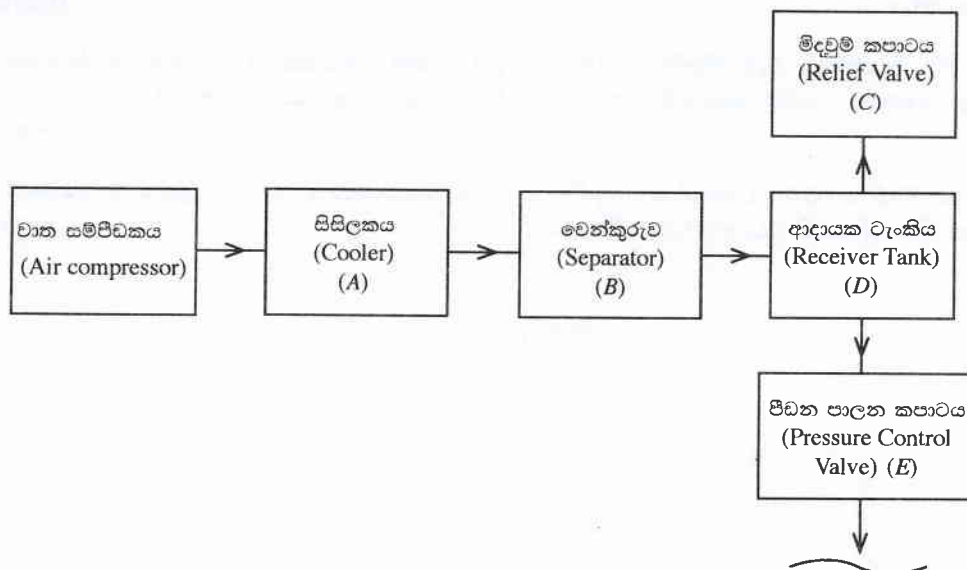 මිදවුම් කපාටය
(Relief Valve)
(C)
වාත සම්පීඩකය
(Air compressor)
සිසිලකය
(Cooler)
(A)
වෙන්කුරුව
(Separator)
(B)
ආදායක ටැංකිය
(Receiver Tank)
(D)
පීඩන පාලන කපාටය
(Pressure Control
Valve) (E)